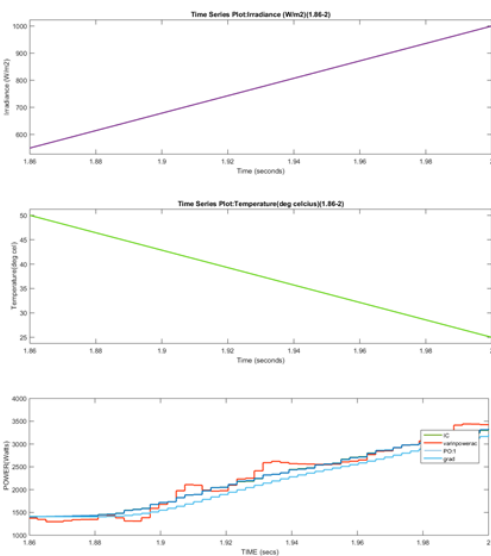 Time Series Plot:Irradiance (W/m2)(1.86-2)
Irradiance (W/m2)
1000
900
800
700
600
1.86 1.88 1.9 1.92 1.94 1.96 1.98 2
Time (seconds)
Time Series Plot:Temperature(deg celcius)(1.86-2)
Temperature(deg cel)
50
45
40
35
30
25
1.86 1.88 1.9 1.92 1.94 1.96 1.98 2
Time (seconds)
POWER(Watts)
4000
3500
3000
2500
2000
1500
1000
IC
varinpowerac
PO-1
grad
1.86 1.88 1.9 1.92 1.94 1.96 1.98 2
TIME (secs)